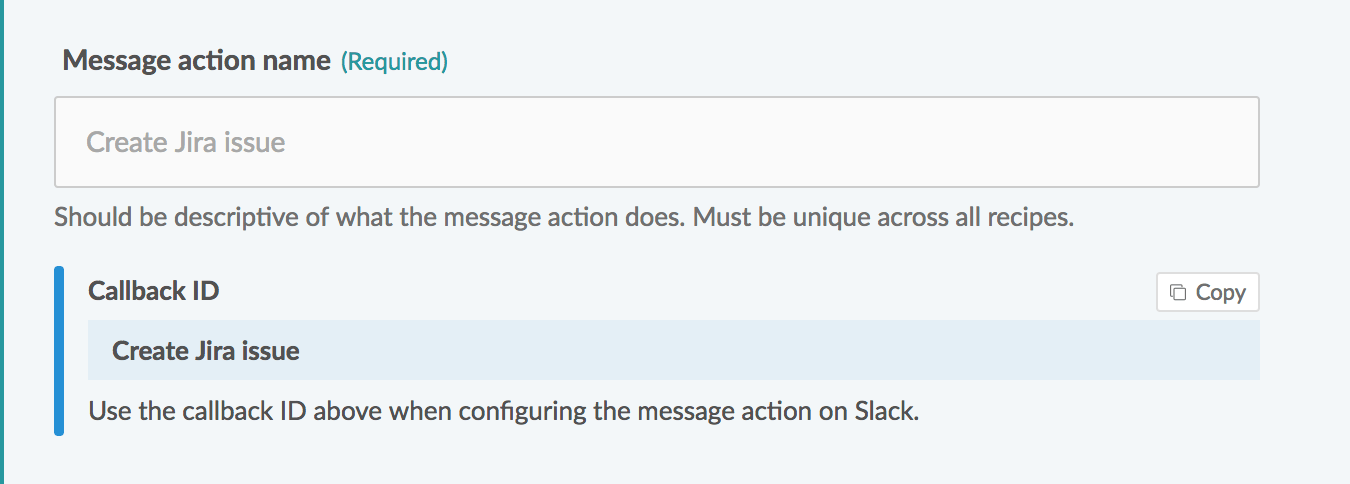 Message action name (Required)
Create Jira issue
Should be descriptive of what the message action does. Must be unique across all recipes.
Callback ID
Copy
Create Jira issue
Use the callback ID above when configuring the message action on Slack.